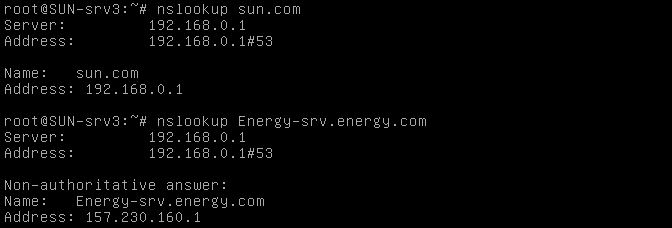 root@SUN-srv3:~# nslookup sun.com
Server:         192.168.0.1
Address:        192.168.0.1#53

Name:   sun.com
Address: 192.168.0.1

root@SUN-srv3:~# nslookup Energy-srv.energy.com
Server:         192.168.0.1
Address:        192.168.0.1#53

Non-authoritative answer:
Name:   Energy-srv.energy.com
Address: 157.230.160.1